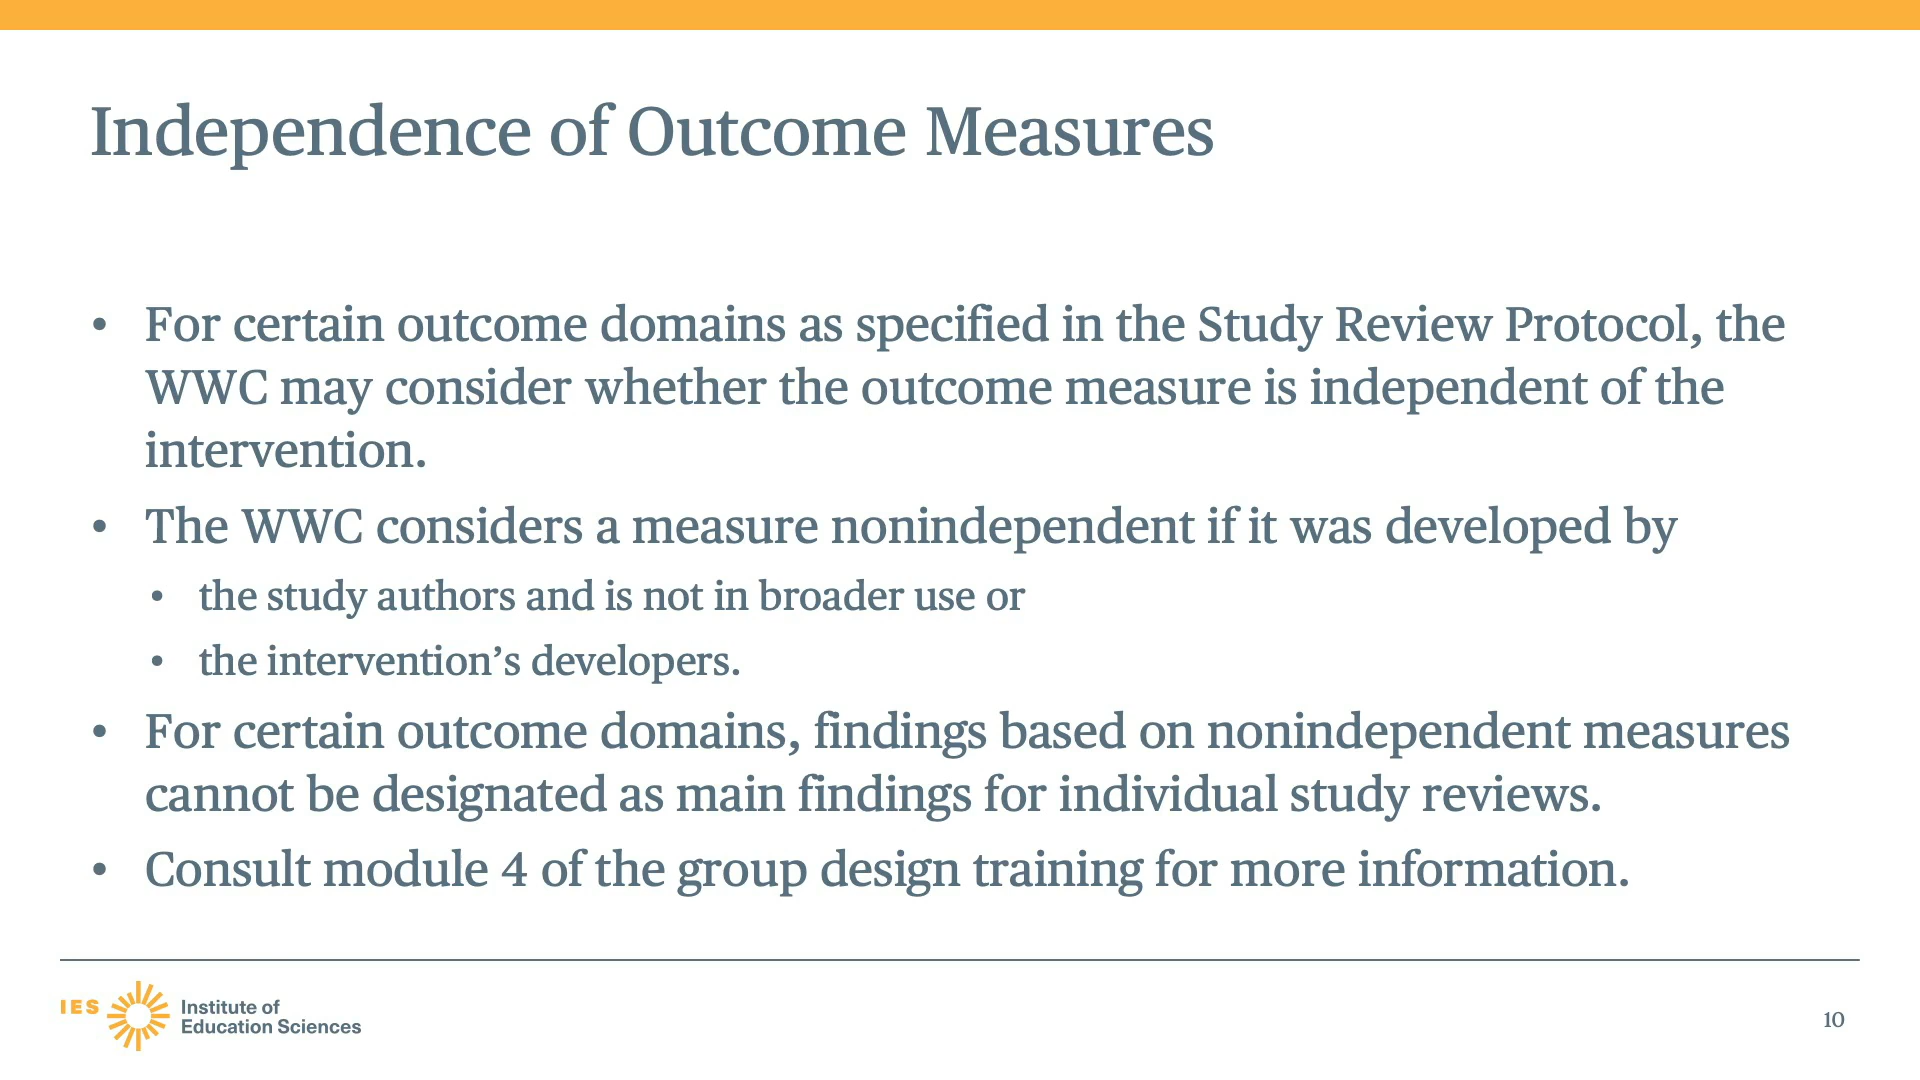 Independence of Outcome Measures
• For certain outcome domains as specified in the Study Review Protocol, the
WWC may consider whether the outcome measure is independent of the
intervention.
• The WWC considers a measure nonindependent if it was developed by
• the study authors and is not in broader use or
• the intervention’s developers.
• For certain outcome domains, findings based on nonindependent measures
cannot be designated as main findings for individual study reviews.
• Consult module 4 of the group design training for more information.
IES
Institute of
Education Sciences
10